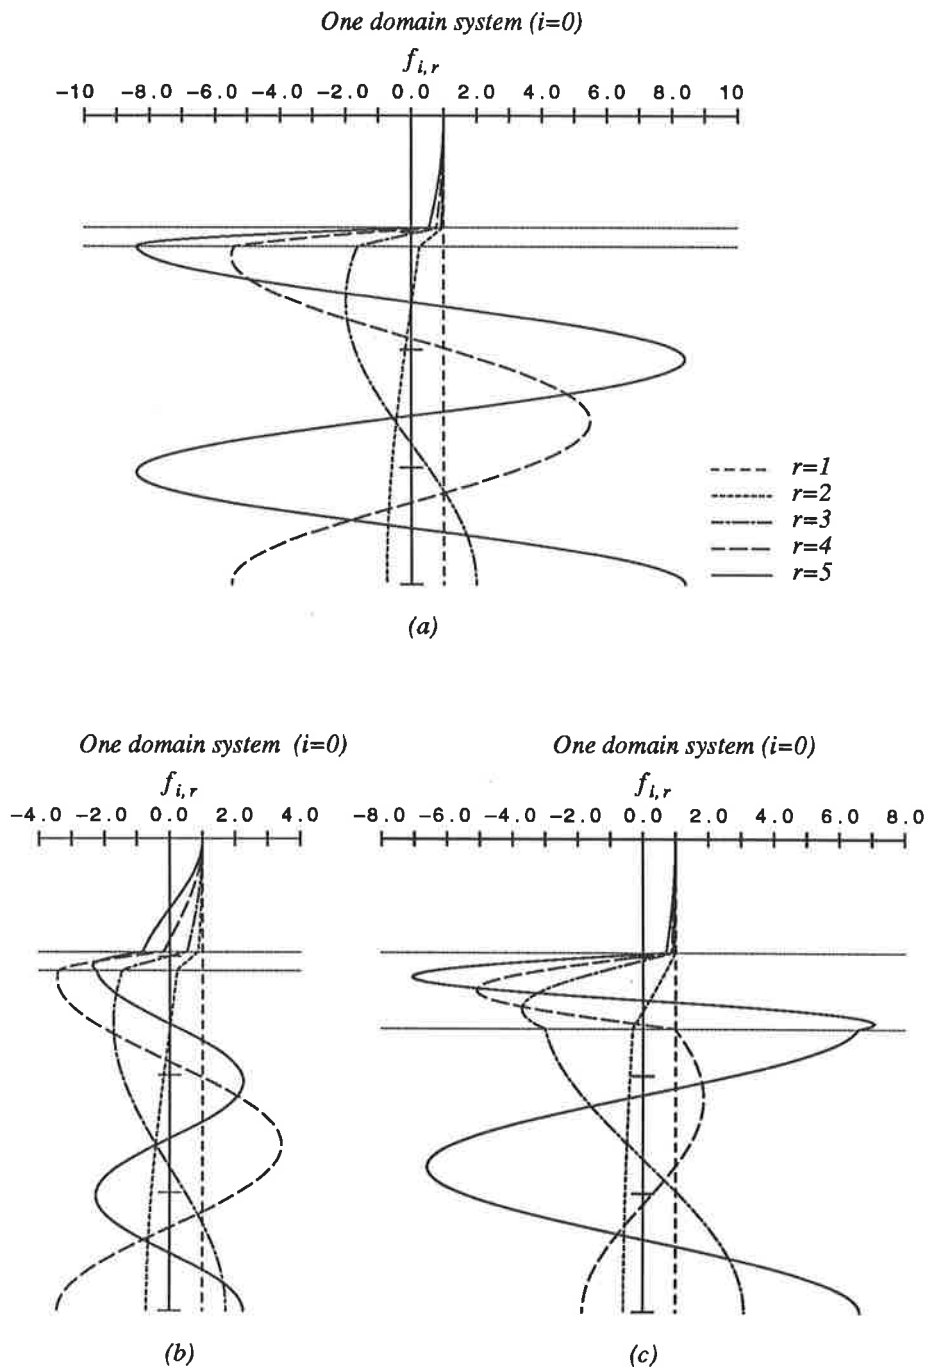 One domain system (i=0)
f i,r
-10 -8.0 -6.0 -4.0 -2.0 0.0 2.0 4.0 6.0 8.0 10
r=1
r=2
r=3
r=4
r=5
(a)
One domain system (i=0)
f i,r
-4.0 -2.0 0.0 2.0 4.0
(b)
One domain system (i=0)
f i,r
-8.0 -6.0 -4.0 -2.0 0.0 2.0 4.0 6.0 8.0
(c)